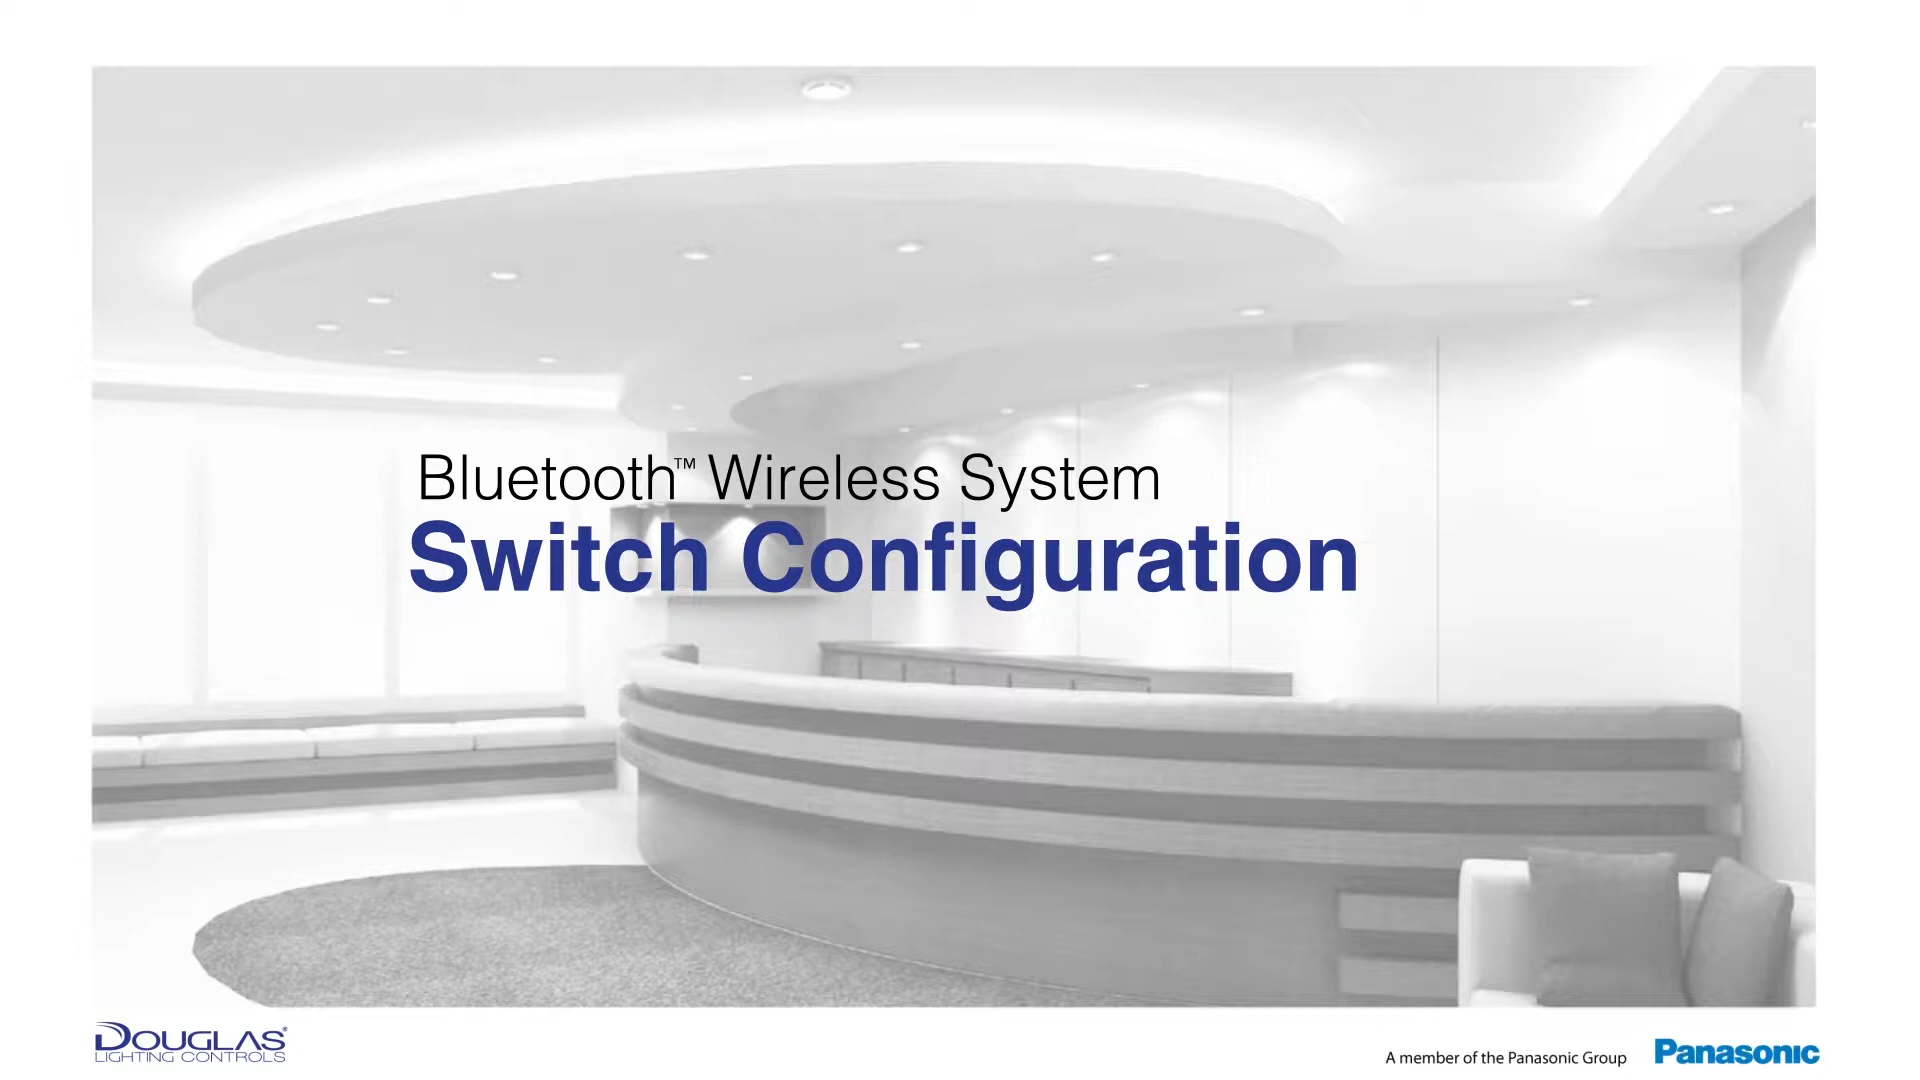 Bluetooth™ Wireless System
Switch Configuration
DOUGLAS®
LIGHTING CONTROLS
A member of the Panasonic Group
Panasonic